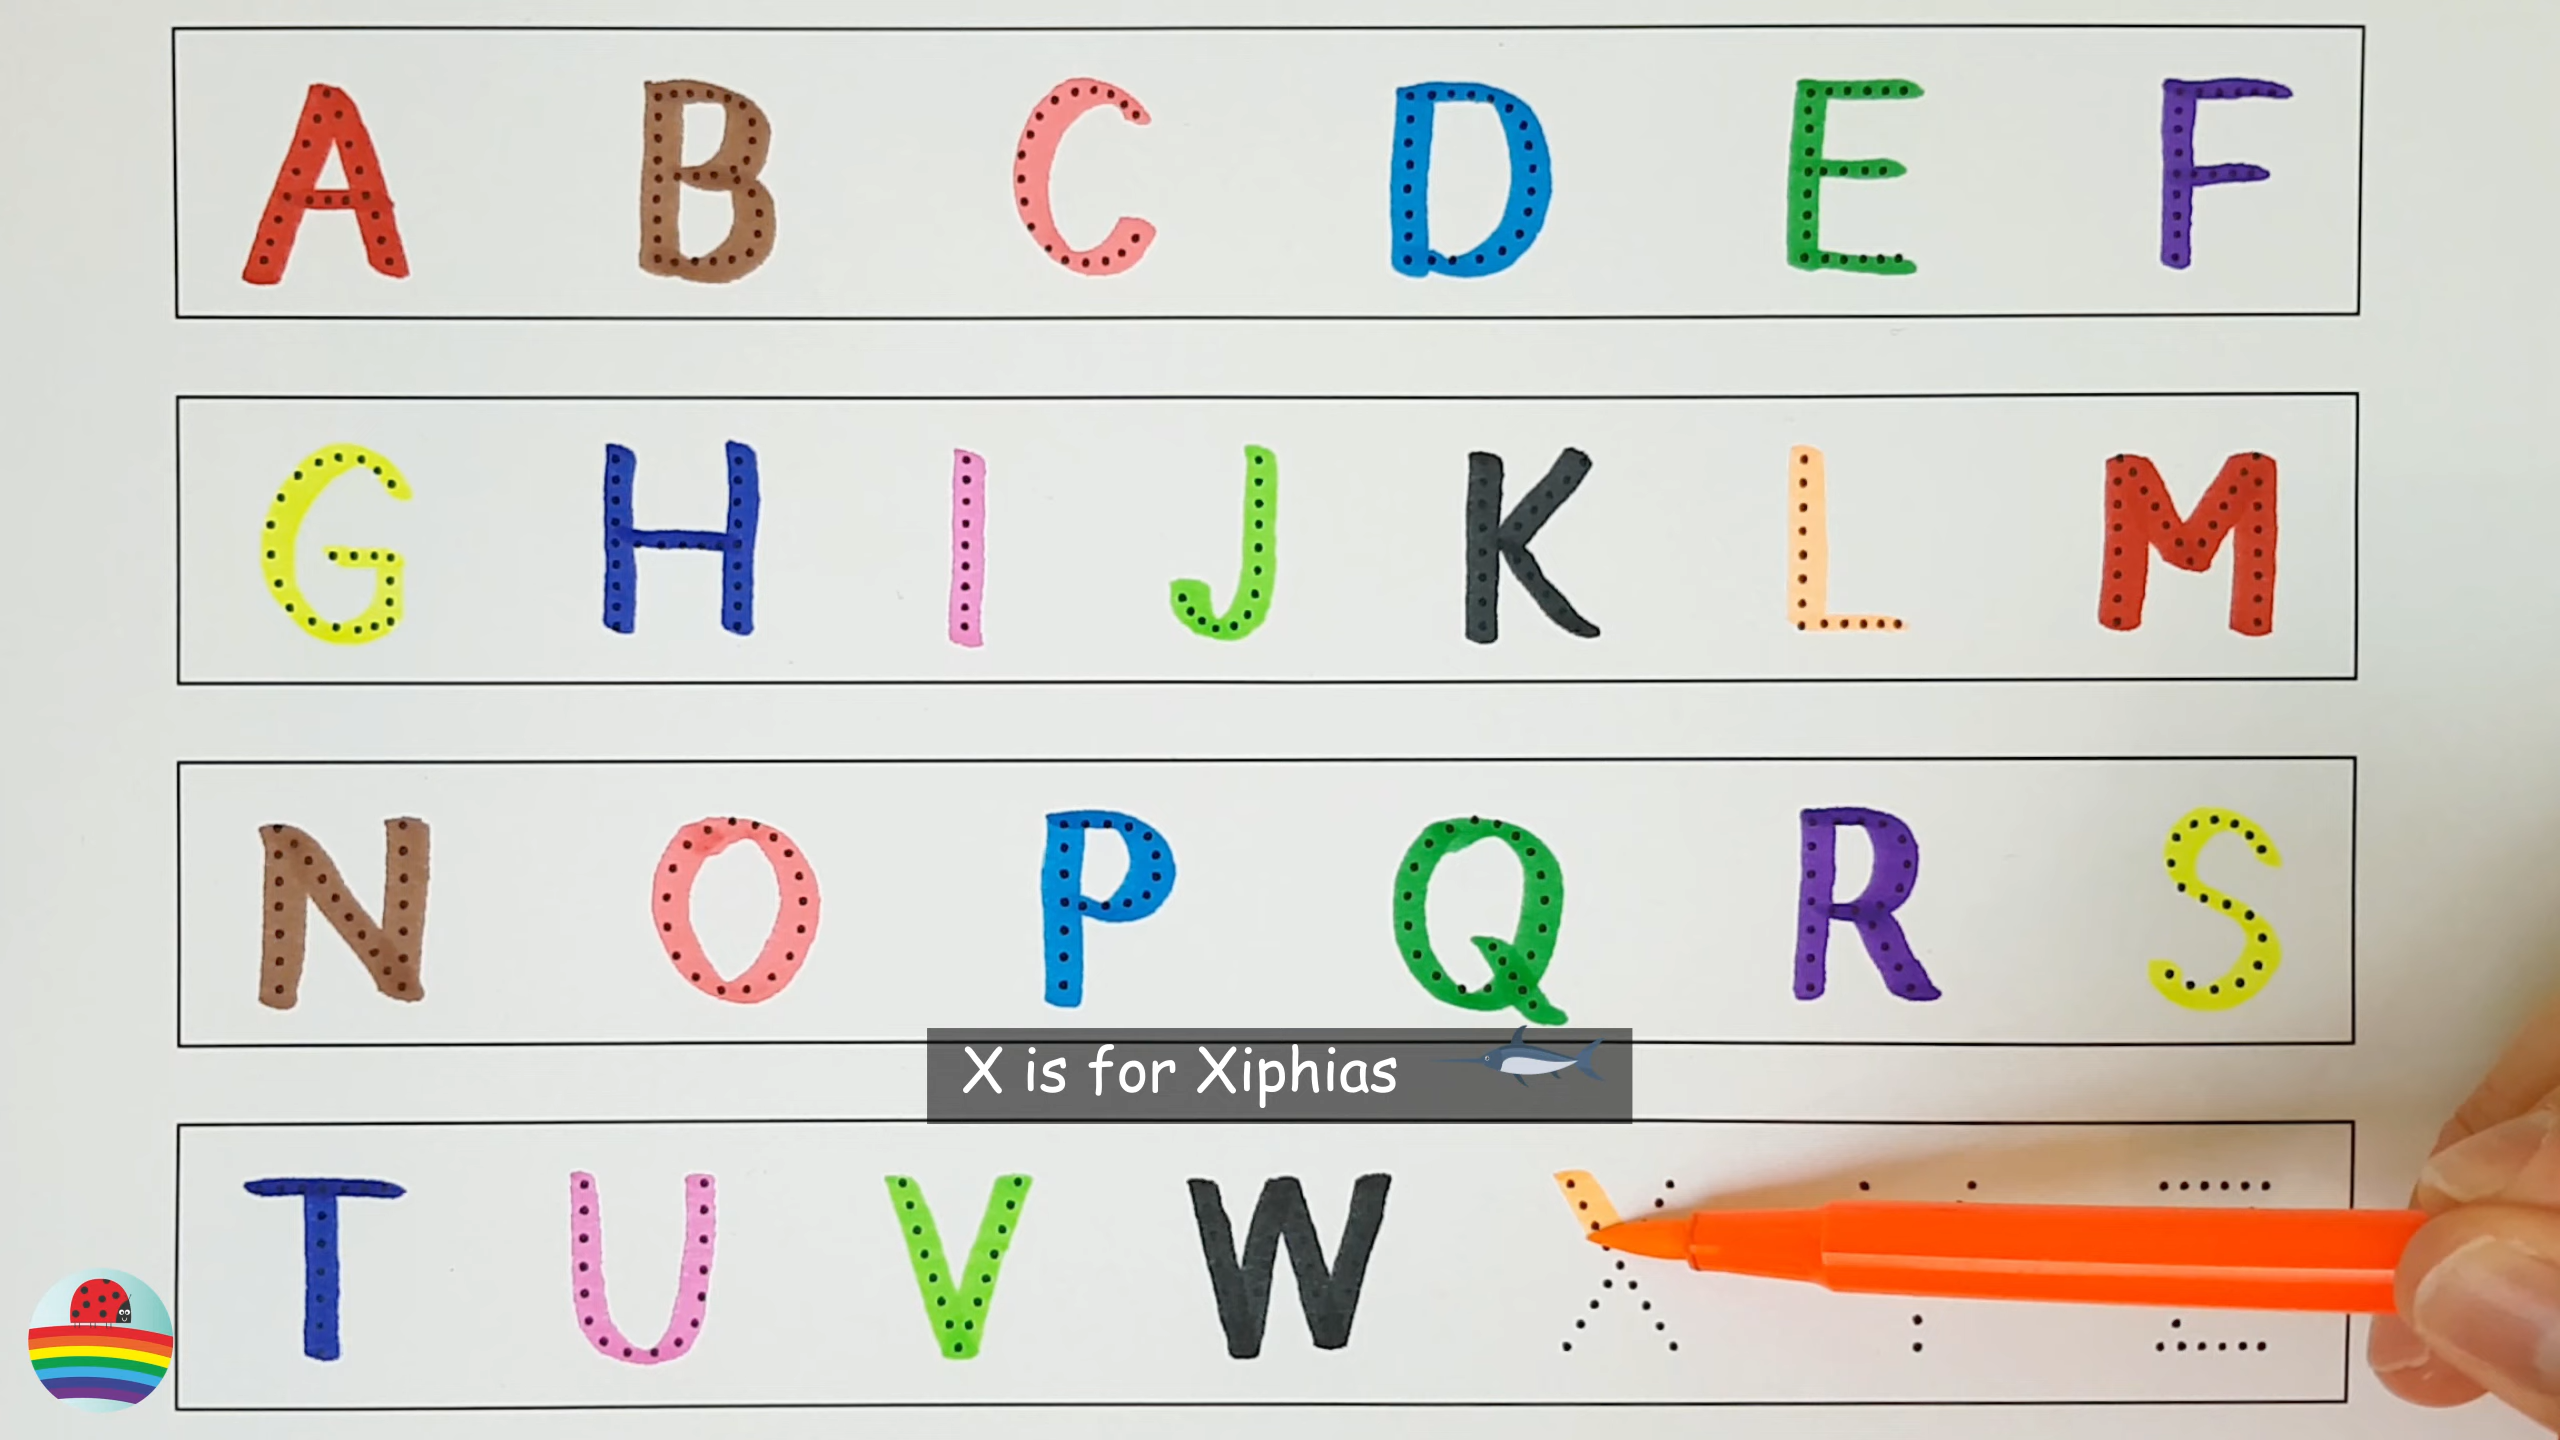 A B C D E F
G H I J K L M
N O P Q R S
X is for Xiphias
T U V W X Y Z